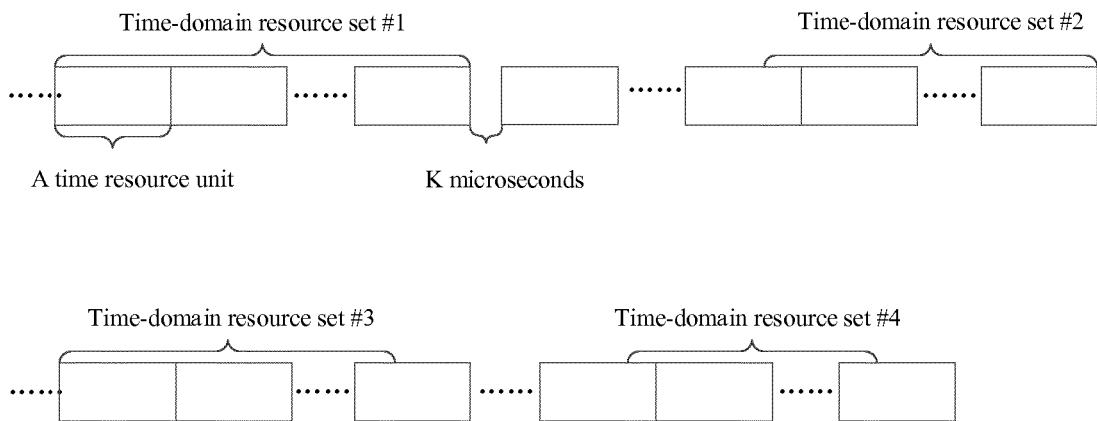 Time-domain resource set #1
Time-domain resource set #2
A time resource unit
K microseconds
Time-domain resource set #3
Time-domain resource set #4